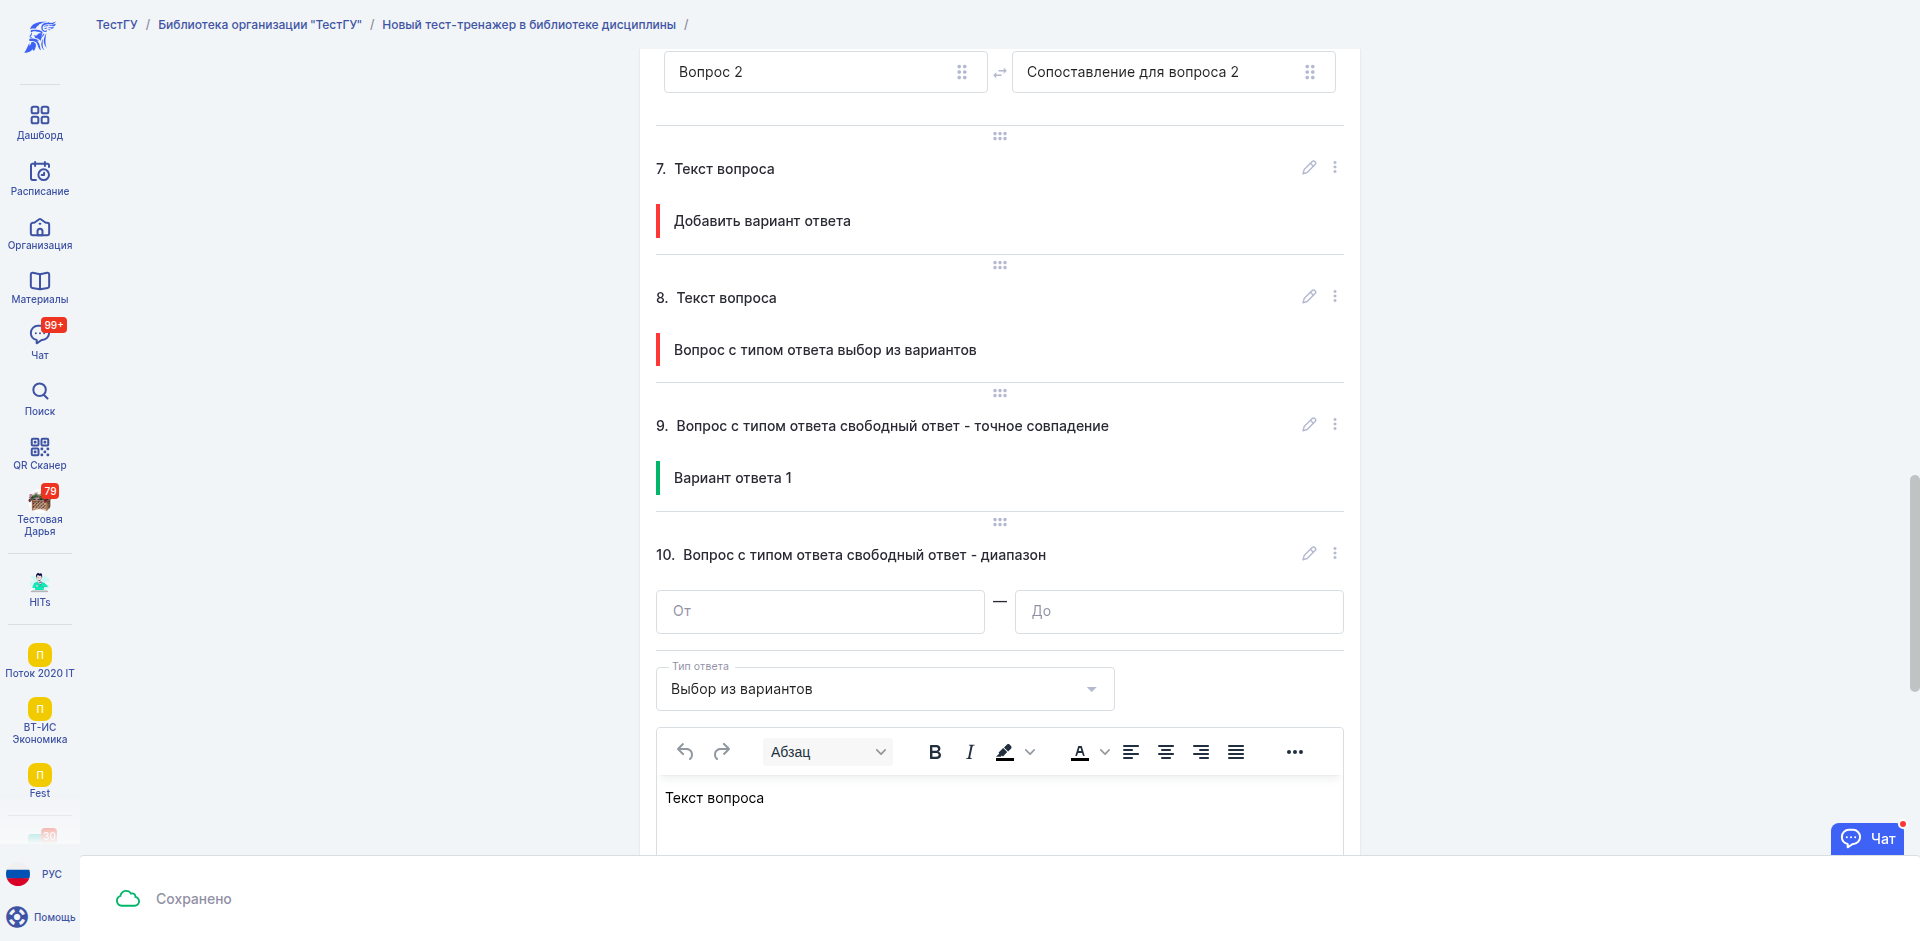 ТестГУ / Библиотека организации "ТестГУ" / Новый тест-тренажер в библиотеке дисциплины /
Дашборд
Расписание
Организация
Материалы
99+
Чат
Поиск
QR Сканер
79
Тестовая
Дарья
HITs
П
Поток 2020 IT
П
ВТ-ИС
Экономика
П
Fest
30
РУС
Помощь
Вопрос 2
Сопоставление для вопроса 2
7. Текст вопроса
Добавить вариант ответа
8. Текст вопроса
Вопрос с типом ответа выбор из вариантов
9. Вопрос с типом ответа свободный ответ - точное совпадение
Вариант ответа 1
10. Вопрос с типом ответа свободный ответ - диапазон
От — До
Тип ответа
Выбор из вариантов
Абзац B I A
Текст вопроса
Чат
Сохранено